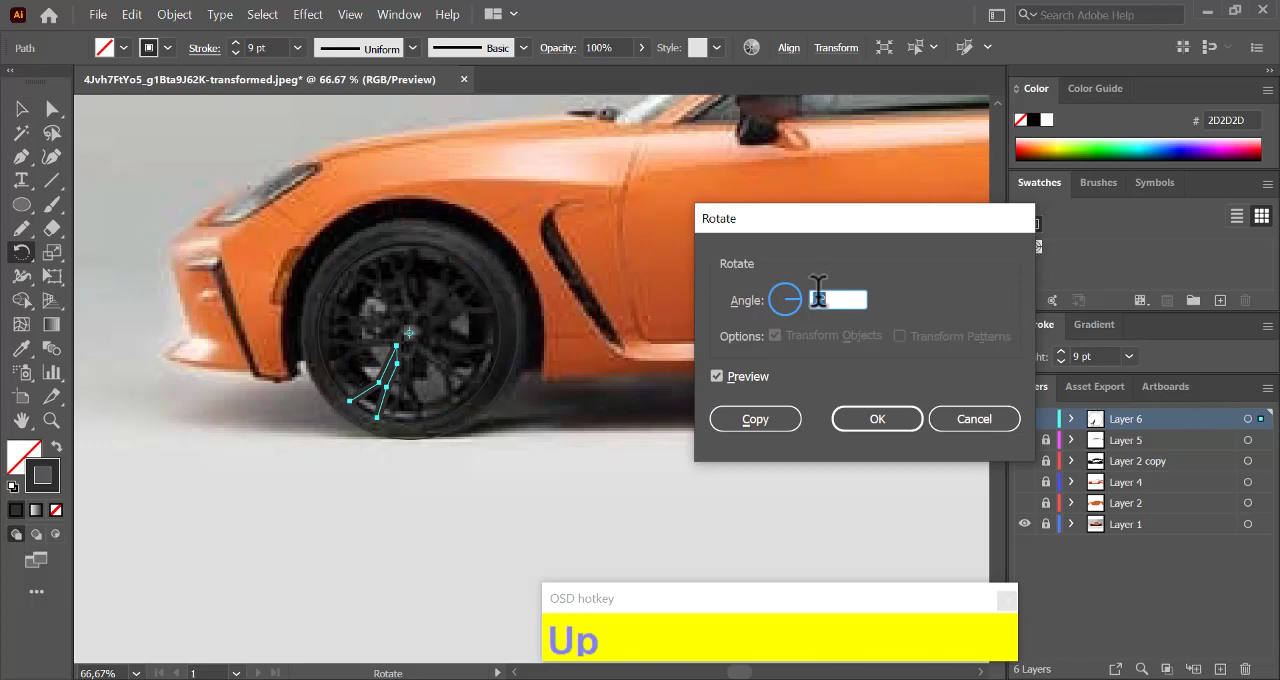 Ai File Edit Object Type Select Effect View Window Help Search Adobe Help
Path Stroke: 9 pt Uniform Basic Opacity: 100% Style: Align Transform
4Jvh7FtYo5_g1Bta9J62K-transformed.jpeg* @ 66.67 % (RGB/Preview)
Color Color Guide
# 2D2D2D
Swatches Brushes Symbols
Rotate
Rotate
Angle:
Options: Transform Objects Transform Patterns
Preview
Copy OK Cancel
Gradient
9 pt
Asset Export Artboards
Layer 6
Layer 5
Layer 2 copy
Layer 4
Layer 2
Layer 1
OSD hotkey
Up
66,67% 1 Rotate 6 Layers